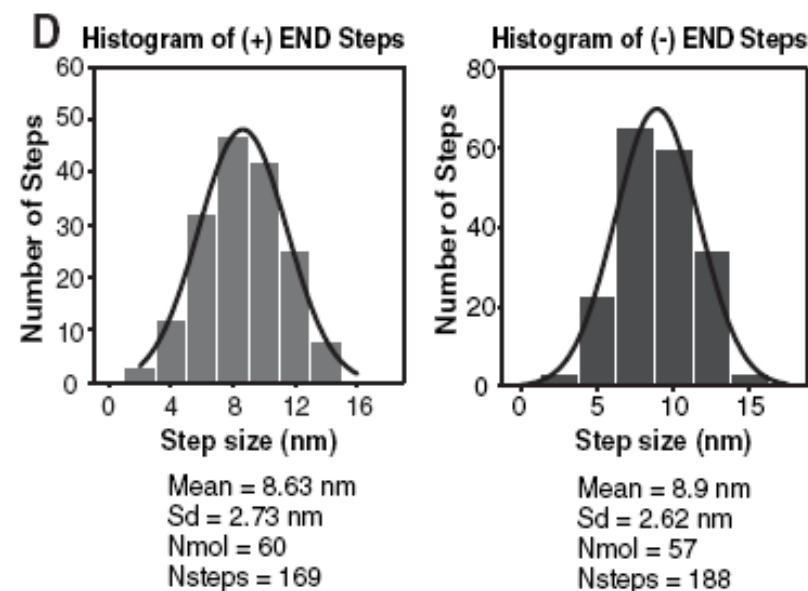 D
Histogram of (+) END Steps
60
50
40
30
20
10
0
Number of Steps
0 4 8 12 16
Step size (nm)
Mean = 8.63 nm
Sd = 2.73 nm
Nmol = 60
Nsteps = 169
Histogram of (-) END Steps
80
60
40
20
0
Number of Steps
0 5 10 15
Step size (nm)
Mean = 8.9 nm
Sd = 2.62 nm
Nmol = 57
Nsteps = 188